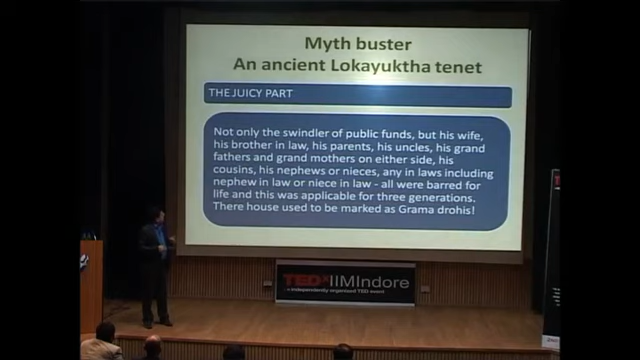 Myth buster
An ancient Lokayuktha tenet
THE JUICY PART
Not only the swindler of public funds, but his wife,
his brother in law, his parents, his uncles, his grand
fathers and grand mothers on either side, his
cousins, his nephews or nieces, any in laws including
nephew in law or niece in law - all were barred for
life and this was applicable for three generations.
There house used to be marked as Grama drohis!
TEDxIIMIndore
a independently organised TED event